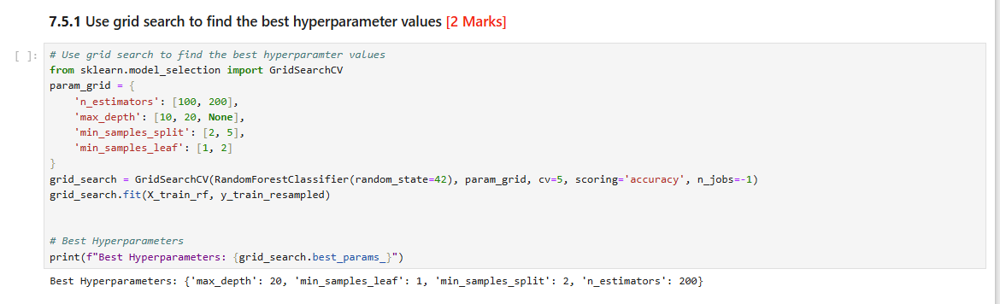 7.5.1 Use grid search to find the best hyperparameter values [2 Marks]
[ ]:
# Use grid search to find the best hyperparamter values
from sklearn.model_selection import GridSearchCV
param_grid = {
    'n_estimators': [100, 200],
    'max_depth': [10, 20, None],
    'min_samples_split': [2, 5],
    'min_samples_leaf': [1, 2]
}
grid_search = GridSearchCV(RandomForestClassifier(random_state=42), param_grid, cv=5, scoring='accuracy', n_jobs=-1)
grid_search.fit(X_train_rf, y_train_resampled)
# Best Hyperparameters
print(f"Best Hyperparameters: {grid_search.best_params_}")
Best Hyperparameters: {'max_depth': 20, 'min_samples_leaf': 1, 'min_samples_split': 2, 'n_estimators': 200}